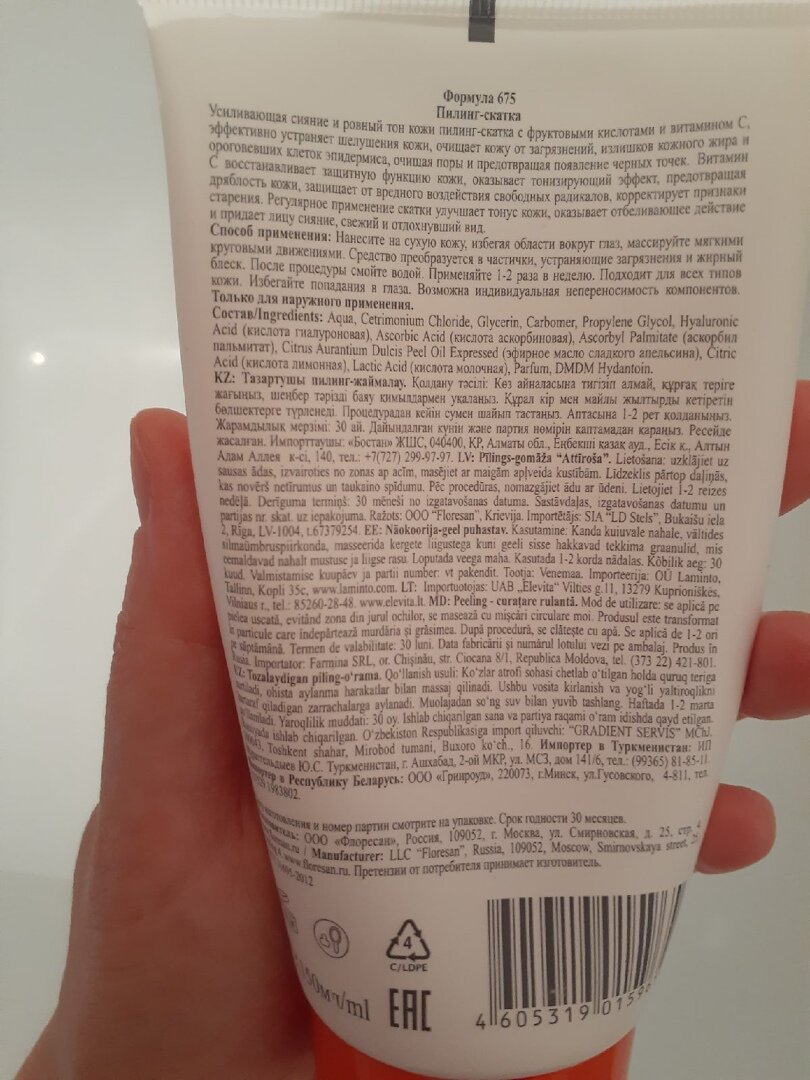 Формула 675
Пилинг-скатка
Усиливающая сияние и ровный тон кожи пилинг-скатка с фруктовыми кислотами и витамином С,
эффективно устраняет шелушения кожи, очищает кожу от загрязнений, излишков кожного жира и
ороговевших клеток эпидермиса, очищая поры и предотвращая появление черных точек. Витамин
С восстанавливает защитную функцию кожи, оказывает тонизирующий эффект, предотвращая
дряблость кожи, защищает от вредного воздействия свободных радикалов, корректирует признаки
старения. Регулярное применение скатки улучшает тонус кожи, оказывает отбеливающее действие
и придает лицу сияние, свежий и отдохнувший вид.
Способ применения: Нанесите на сухую кожу, избегая области вокруг глаз, массируйте мягкими
круговыми движениями. Средство преобразуется в частички, устраняющие загрязнения и жирный
блеск. После процедуры смойте водой. Применяйте 1-2 раза в неделю. Подходит для всех типов
кожи. Избегайте попадания в глаза. Возможна индивидуальная непереносимость компонентов.
Только для наружного применения.
Состав/Ingredients: Aqua, Cetrimonium Chloride, Glycerin, Carbomer, Propylene Glycol, Hyaluronic
Acid (кислота гиалуроновая), Ascorbic Acid (кислота аскорбиновая), Ascorbyl Palmitate (аскорбил
пальмитат), Citrus Aurantium Dulcis Peel Oil Expressed (эфирное масло сладкого апельсина), Citric
Acid (кислота лимонная), Lactic Acid (кислота молочная), Parfum, DMDM Hydantoin.
KZ: Тазартушы пилинг-жаймалау. Қолдану тәсілі: Көз айналасына тигізіп алмай, құрғақ теріге
жағыңыз, шеңбер тәрізді баяу кимылдармен уқалаңыз. Құрал кір мен майлы жылтырды кетіретін
бөлшектерге түрленеді. Процедурадан кейін сумен шайып тастаңыз. Аптасына 1-2 рет қолданыңыз.
Жарамдылық мерзімі: 30 ай. Дайындалған күнін және партия нөмірін каптамадан қараңыз. Ресейде
жасалған. Импорттаушы: «Бостан» ЖШС, 040400, ҚР, Алматы обл., Еңбекші казақ ауд., Есік к., Алтын
Адам Аллея к-сі, 140, тел.: +7(727) 299-97-97. LV: Pīlings-gomāža "Attīroša". Lietošana: uzklājiet uz
sausas ādas, izvairoties no zonas ap acīm, masējiet ar maigām apļveida kustībām. Līdzeklis pārtop daļiņās,
kas novērš netīrumus un taukaino spīdumu. Pēc procedūras, nomazgājiet ādu ar ūdeni. Lietojiet 1-2 reizes
nedēļā. Derīguma termiņš: 30 mēneši no izgatavošanas datuma. Sastāvdaļas, izgatavošanas datumu un
partijas nr. skat. uz iepakojuma. Ražots: OOO "Floresan", Krievija. Importētājs: SIA "LD Stels", Bukaišu iela
2, Rīga, LV-1004, t.67379254. EE: Näokoorija-geel puhastav. Kasutamine: Kanda kuivale nahale, vältides
silmaümbruspiirkonda, masseerida kergete liigustega kuni geeli sisse hakkavad tekkima graanulid, mis
eemaldavad nahalt mustuse ja liigse rasu. Loputada veega maha. Kasutada 1-2 korda nädalas. Kõbilik aeg: 30
kuud. Valmistamise kuupäev ja partii number: vt pakendit. Tootja: Venemaa. Importeerija: OÜ Laminto,
Tallinn, Kopli 35c, www.laminto.com. LT: Importuotojas: UAB „Elevita" Vilties g.11, 13279 Kuprioniškės,
Vilniaus r., tel.: 85260-28-48. www.elevita.lt. MD: Peeling - curațare rulantă. Mod de utilizare: se aplică pe
pielea uscată, evitând zona din jurul ochilor, se masează cu mișcări circulare moi. Produsul este transformat
în particule care îndepărtează murdăria și grăsimea. După procedură, se clătește cu apă. Se aplică de 1-2 ori
pe săptămână. Termen de valabilitate: 30 luni. Data fabricării și numărul lotului vezi pe ambalaj. Produs în
Rusia. Importator: Farmina SRL, or. Chișinău, str. Ciocana 8/1, Republica Moldova, tel. (373 22) 421-801.
Tozalaydigan piling-o'rama. Qo'llanish usuli: Ko'zlar atrofi sohasi chetlab o'tilgan holda quruq teriga
ohista aylanma harakatlar bilan massaj qilinadi. Ushbu vosita kirlanish va yog'li yaltiroqlikni
qiladigan zarrachalarga aylanadi. Muolajadan so'ng suv bilan yuvib tashlang. Haftada 1-2 marta
Yaroqlilik muddati: 30 oy. Ishlab chiqarilgan sana va partiya raqami o'ram idishda qayd etilgan.
ishlab chiqarilgan. O'zbekiston Respublikasiga import qiluvchi: "GRADIENT SERVIS" MChJ.
Toshkent shahar, Mirobod tumani, Buxoro ko'ch., 16. Импортер в Туркменистан: ИП
Ю.С. Туркменистан, г. Ашхабад, 2-ой МКР, ул. МСЗ, дом 141/6, тел.: (99365) 81-85-11.
в Республику Беларусь: ООО «Гринроуд», 220073, г.Минск, ул.Гусовского, 4-811, тел.
1983802.
изготовления и номер партии смотрите на упаковке. Срок годности 30 месяцев.
ООО «Флоресан», Россия, 109052, г. Москва, ул. Смирновская, д. 25, стр.
/ Manufacturer: LLC "Floresan", Russia, 109052, Moscow, Smirnovskaya street,
www.floresan.ru. Претензии от потребителя принимает изготовитель.
2012
4
C/LDPE
мл/ml
EAC
4 605319 0159